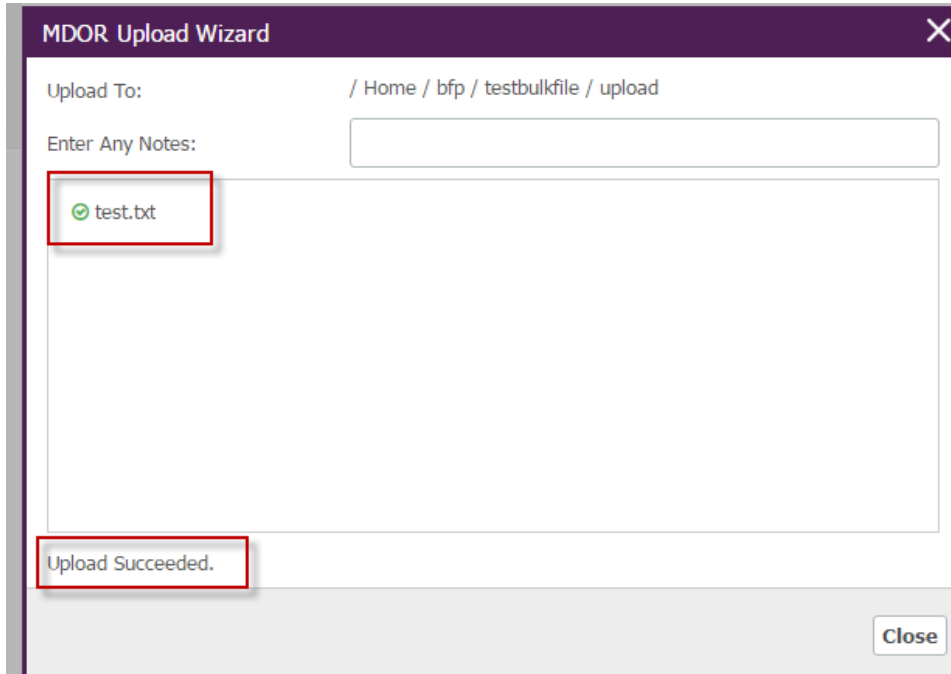 MDOR Upload Wizard
Upload To: / Home / bfp / testbulkfile / upload
Enter Any Notes:
test.txt
Upload Succeeded.
Close